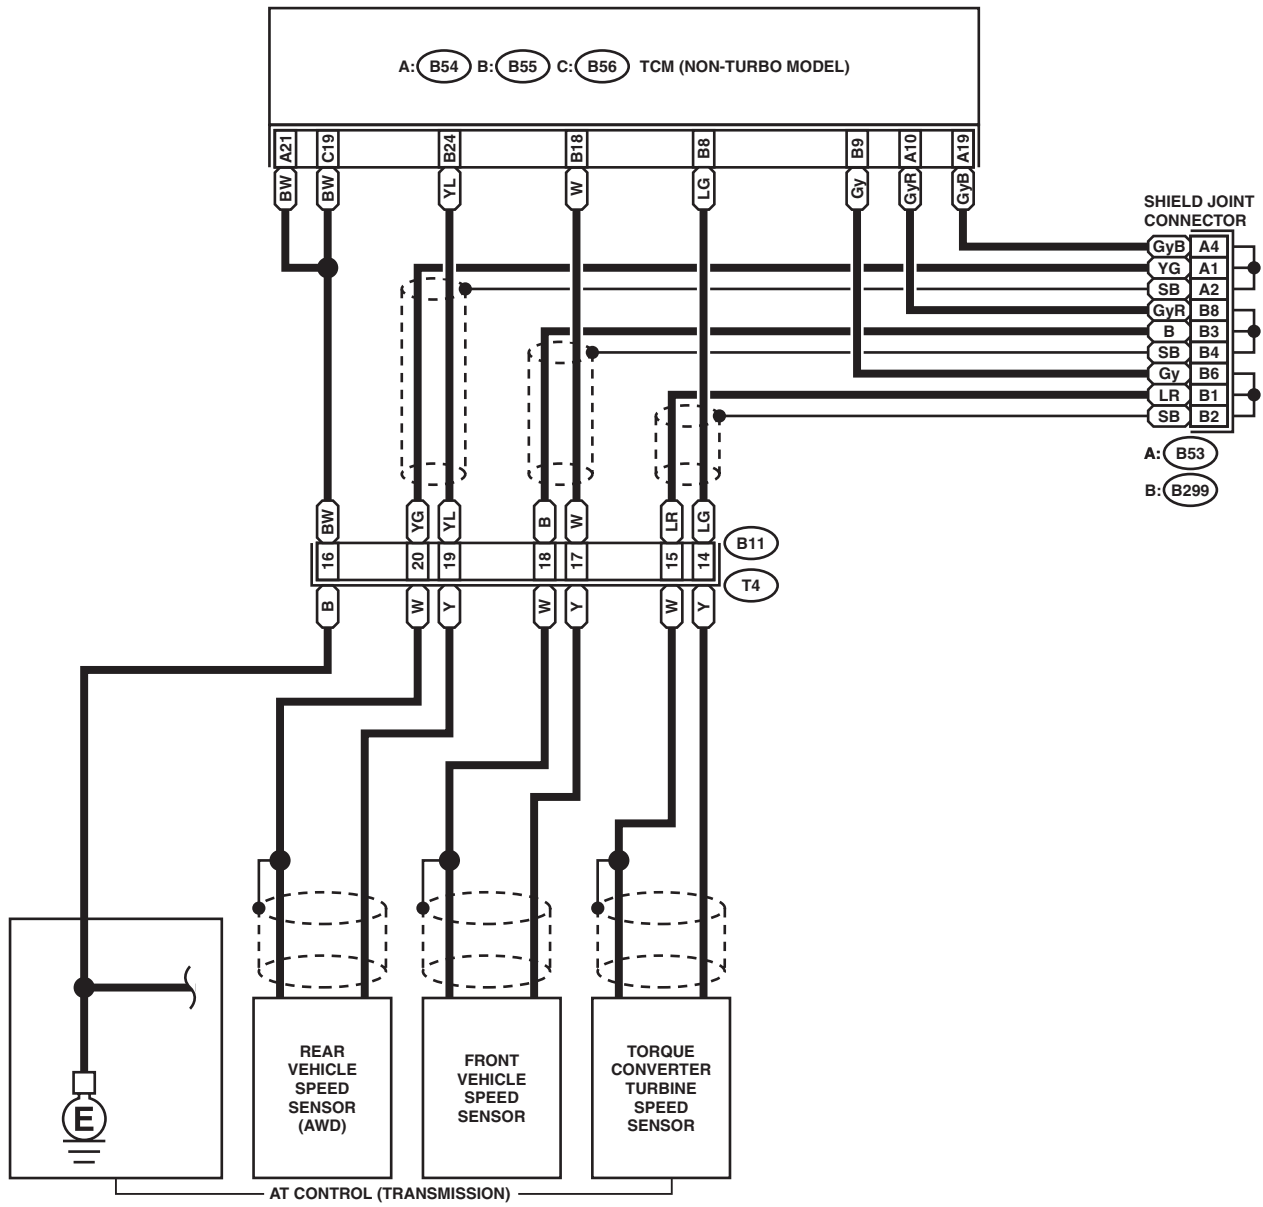 A: B54 B: B55 C: B56 TCM (NON-TURBO MODEL)
A21 C19 B24 B18 B8 B9 A10 A19
BW BW YL W LG Gy GyR GyB
SHIELD JOINT
CONNECTOR
GyB A4
YG A1
SB A2
GyR B8
B B3
SB B4
Gy B6
LR B1
SB B2
A: B53
B: B299
BW YG YL B W LR LG
B11
16 20 19 18 17 15 14
T4
B W Y W Y W Y
E
REAR
VEHICLE
SPEED
SENSOR
(AWD)
FRONT
VEHICLE
SPEED
SENSOR
TORQUE
CONVERTER
TURBINE
SPEED
SENSOR
AT CONTROL (TRANSMISSION)